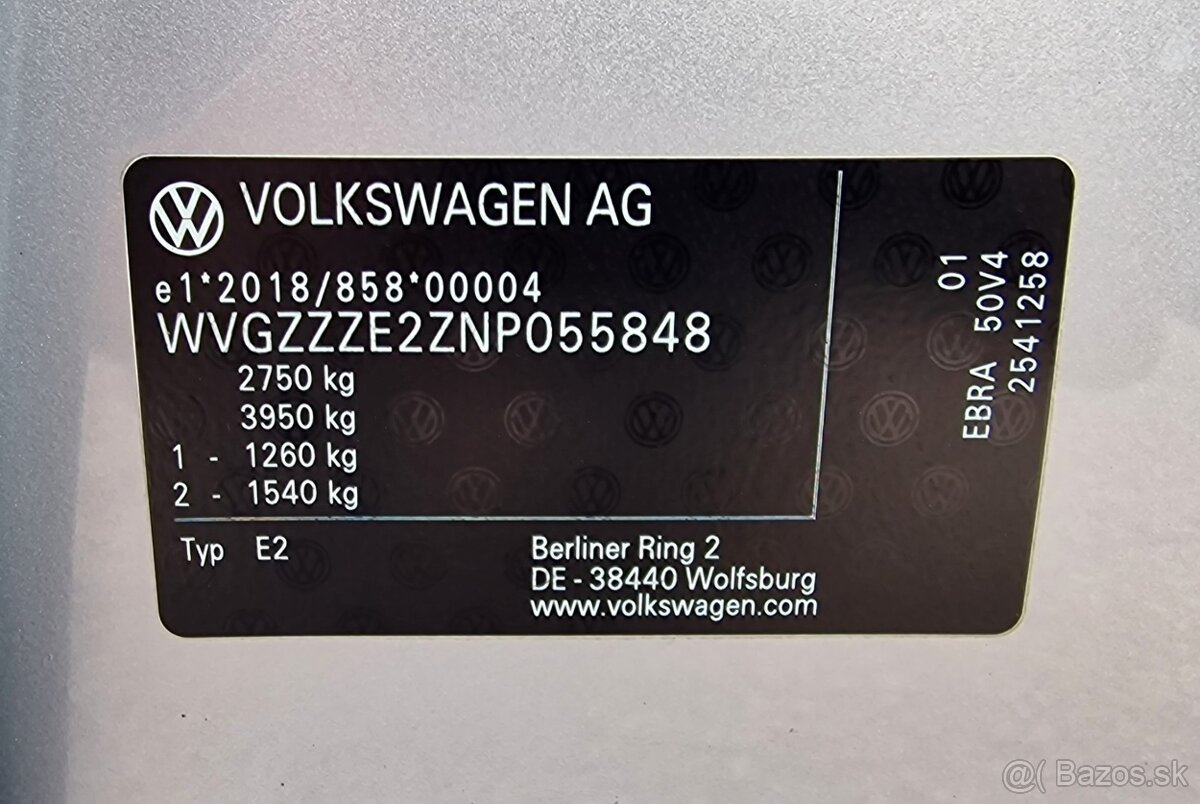 VOLKSWAGEN AG
e1*2018/858*00004
WVGZZZE2ZNP055848
2750 kg
3950 kg
1 - 1260 kg
2 - 1540 kg
Typ E2
Berliner Ring 2
DE - 38440 Wolfsburg
www.volkswagen.com
01
EBRA 50V4
2541258
@( Bazos.sk